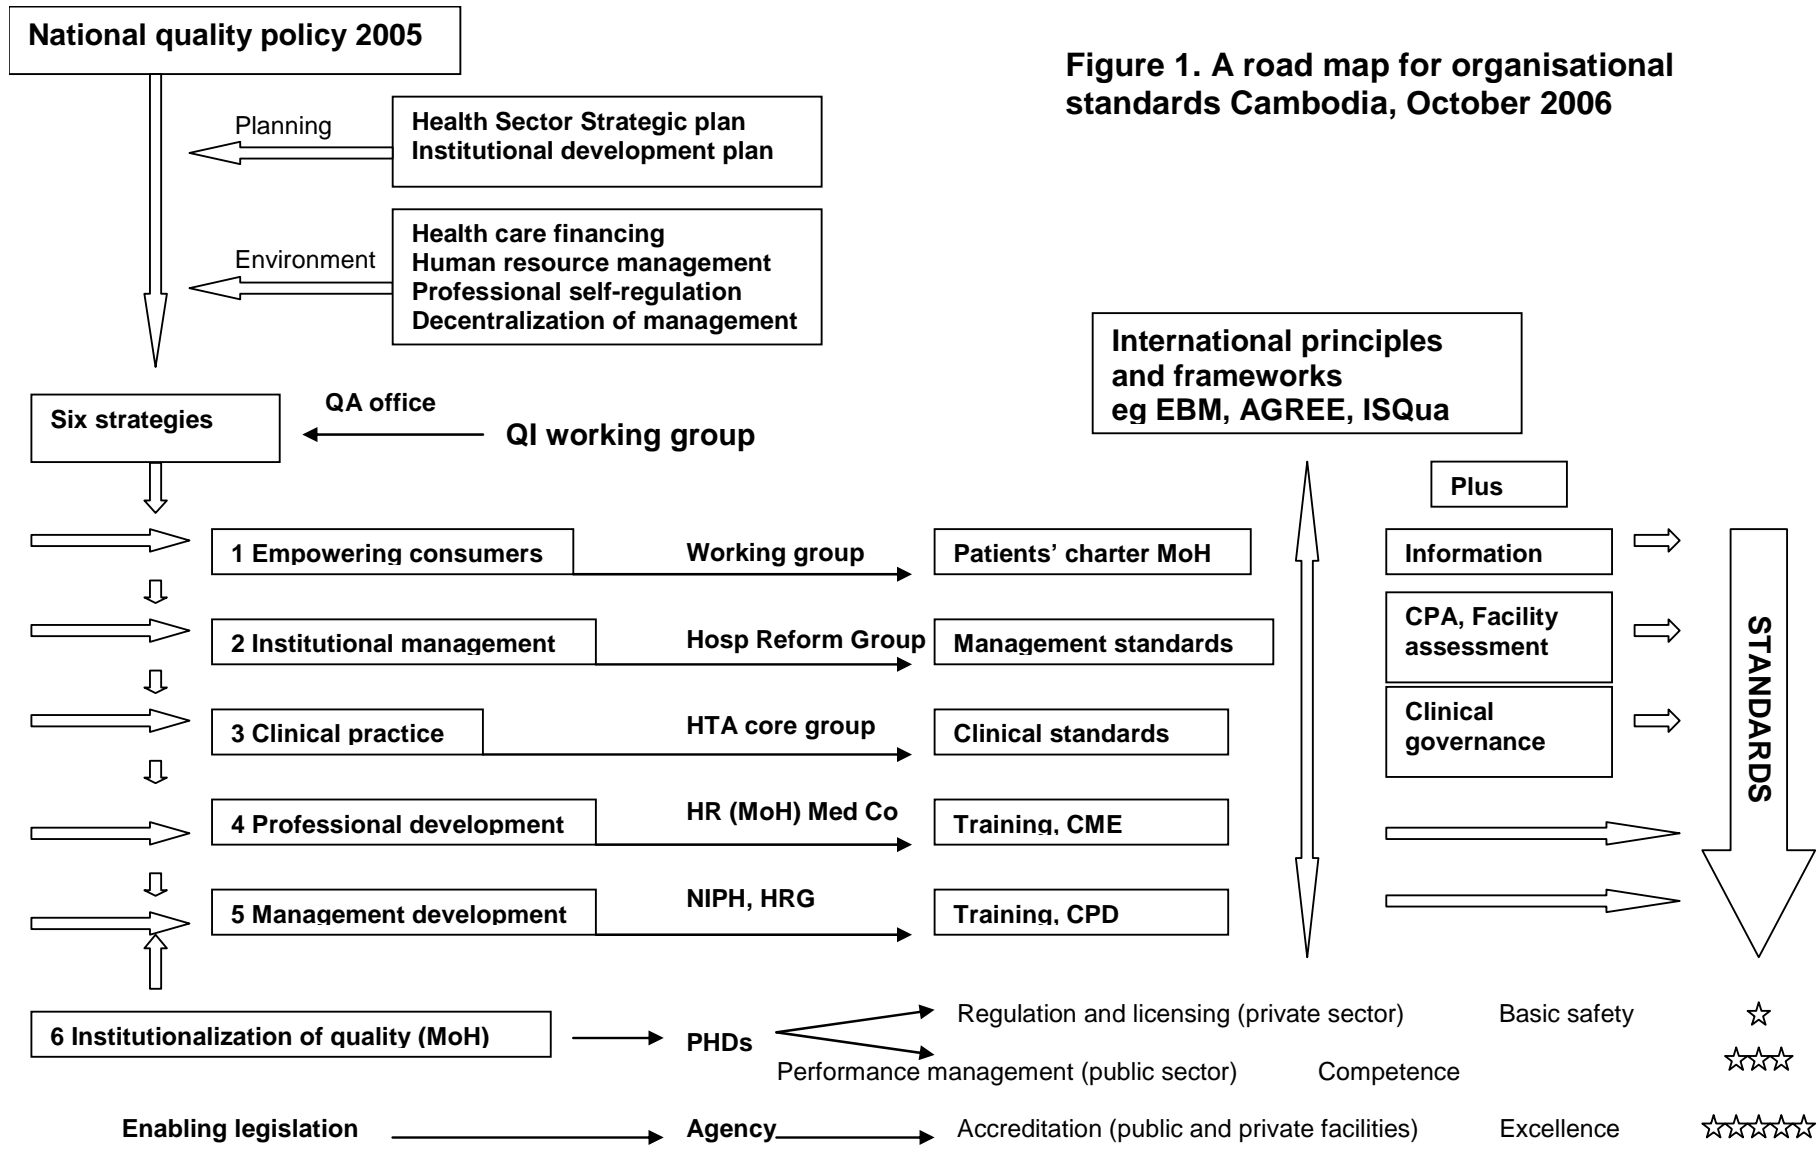 National quality policy 2005
Figure 1. A road map for organisational
standards Cambodia, October 2006
Planning
Health Sector Strategic plan
Institutional development plan
Environment
Health care financing
Human resource management
Professional self-regulation
Decentralization of management
International principles
and frameworks
eg EBM, AGREE, ISQua
Six strategies
QA office
QI working group
Plus
1 Empowering consumers
Working group
Patients’ charter MoH
Information
2 Institutional management
Hosp Reform Group
Management standards
CPA, Facility
assessment
3 Clinical practice
HTA core group
Clinical standards
Clinical
governance
STANDARDS
4 Professional development
HR (MoH) Med Co
Training, CME
5 Management development
NIPH, HRG
Training, CPD
6 Institutionalization of quality (MoH)
PHDs
Regulation and licensing (private sector)
Basic safety
Performance management (public sector)
Competence
Enabling legislation
Agency
Accreditation (public and private facilities)
Excellence